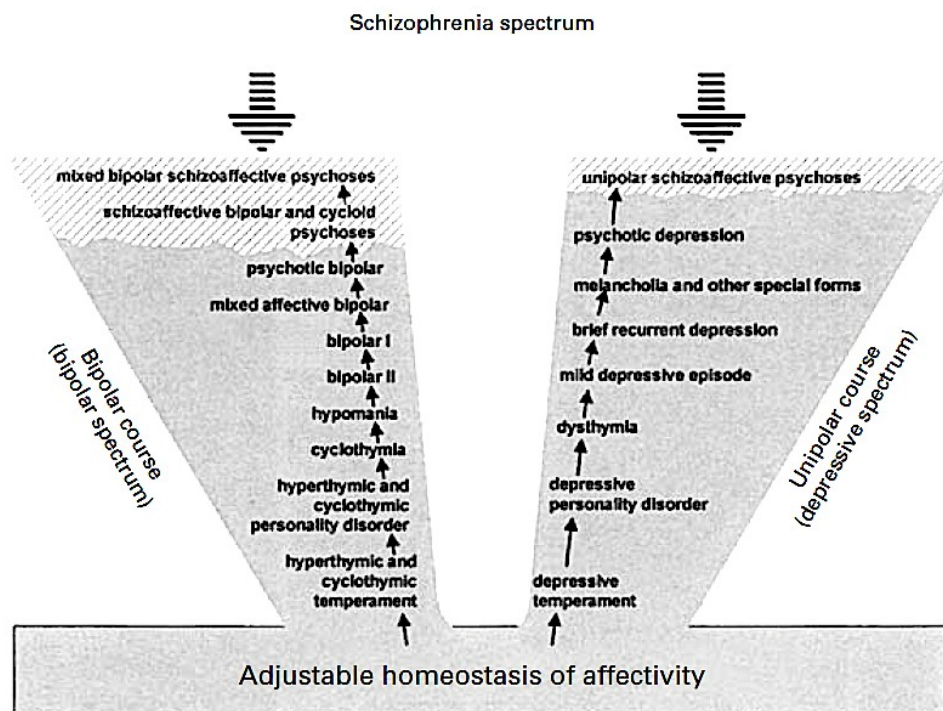 Schizophrenia spectrum
mixed bipolar schizoaffective psychoses
schizoaffective bipolar and cycloid
psychoses
psychotic bipolar
mixed affective bipolar
bipolar I
bipolar II
hypomania
cyclothymia
hyperthymic and
cyclothymic
personality disorder
hyperthymic and
cyclothymic
temperament
Bipolar course
(bipolar spectrum)
unipolar schizoaffective psychoses
psychotic depression
melancholia and other special forms
brief recurrent depression
mild depressive episode
dysthymia
depressive
personality disorder
depressive
temperament
Unipolar course
(depressive spectrum)
Adjustable homeostasis of affectivity